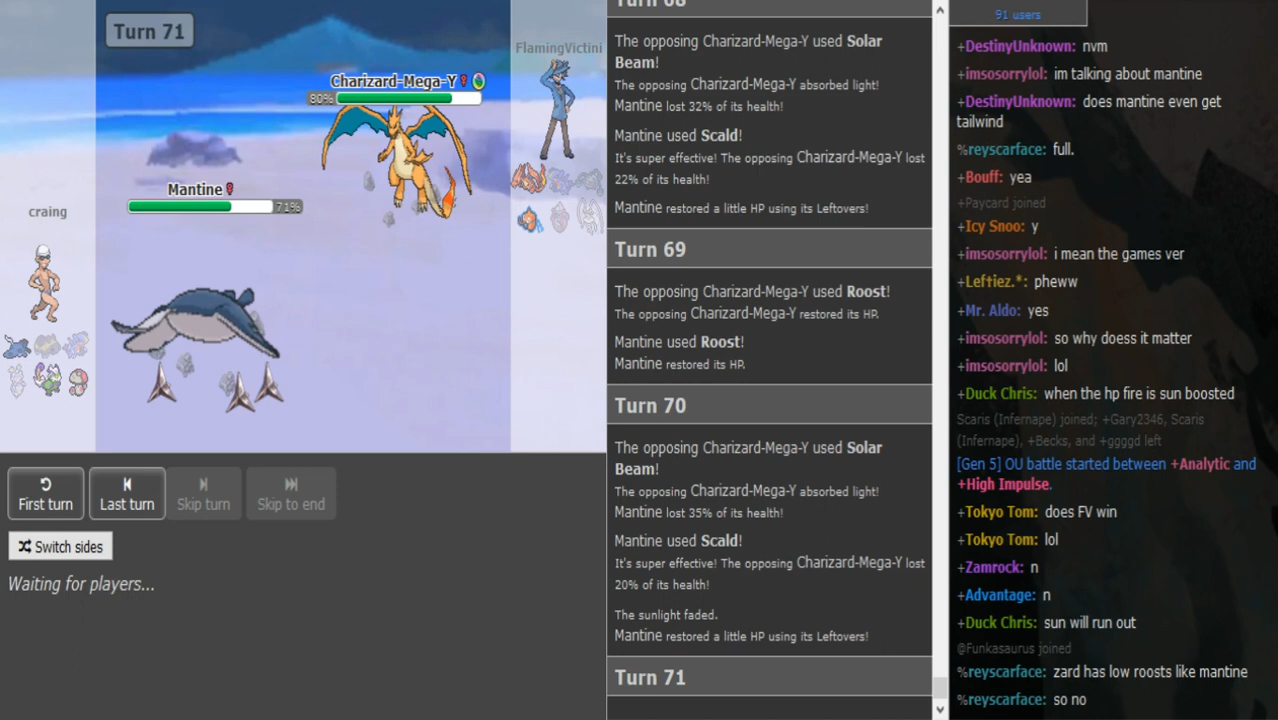 Turn 71
FlamingVictini
Charizard-Mega-Y
80%
Mantine
71%
craing
First turn
Last turn
Skip turn
Skip to end
Switch sides
Waiting for players...
Turn 68
The opposing Charizard-Mega-Y used Solar
Beam!
The opposing Charizard-Mega-Y absorbed light!
Mantine lost 32% of its health!
Mantine used Scald!
It's super effective! The opposing Charizard-Mega-Y lost
22% of its health!
Mantine restored a little HP using its Leftovers!
Turn 69
The opposing Charizard-Mega-Y used Roost!
The opposing Charizard-Mega-Y restored its HP.
Mantine used Roost!
Mantine restored its HP.
Turn 70
The opposing Charizard-Mega-Y used Solar
Beam!
The opposing Charizard-Mega-Y absorbed light!
Mantine lost 35% of its health!
Mantine used Scald!
It's super effective! The opposing Charizard-Mega-Y lost
20% of its health!
The sunlight faded.
Mantine restored a little HP using its Leftovers!
Turn 71
91 users
+DestinyUnknown: nvm
+imsosorrylol: im talking about mantine
+DestinyUnknown: does mantine even get
tailwind
%reyscarface: full.
+Bouff: yea
+Paycard joined
+Icy Snoo: y
+imsosorrylol: i mean the games ver
+Leftiez.*: pheww
+Mr. Aldo: yes
+imsosorrylol: so why doess it matter
+imsosorrylol: lol
+Duck Chris: when the hp fire is sun boosted
Scaris (Infernape) joined; +Gary2346, Scaris
(Infernape), +Becks, and +ggggd left
[Gen 5] OU battle started between +Analytic and
+High Impulse.
+Tokyo Tom: does FV win
+Tokyo Tom: lol
+Zamrock: n
+Advantage: n
+Duck Chris: sun will run out
@Funkasaurus joined
%reyscarface: zard has low roosts like mantine
%reyscarface: so no